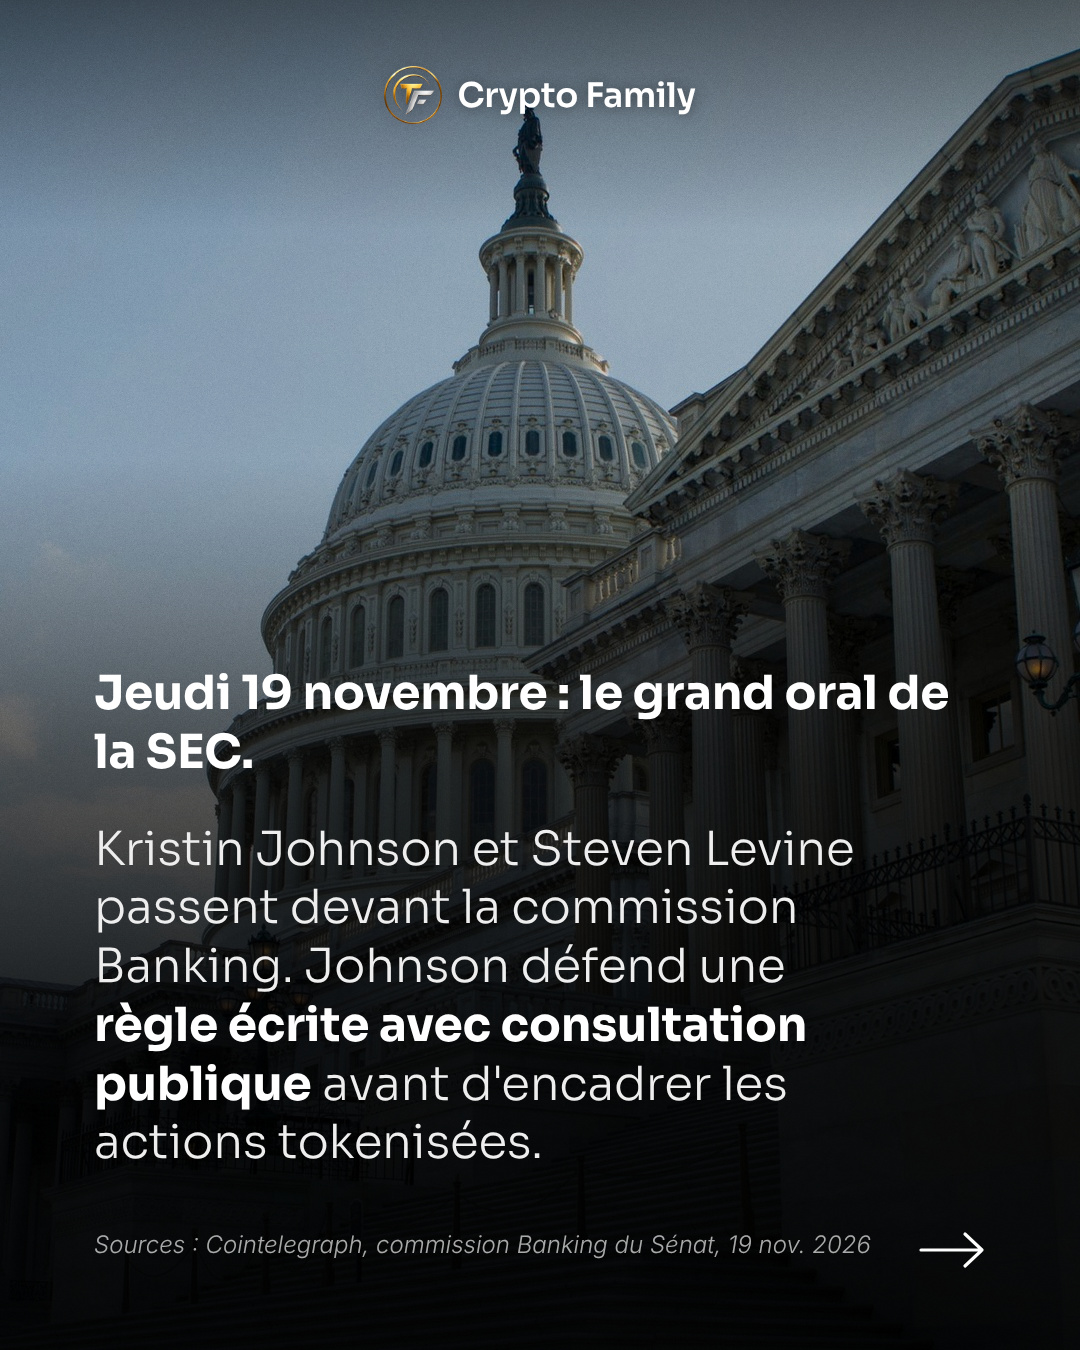 Crypto Family
Jeudi 19 novembre : le grand oral de
la SEC.
Kristin Johnson et Steven Levine
passent devant la commission
Banking. Johnson défend une
règle écrite avec consultation
publique avant d'encadrer les
actions tokenisées.
Sources : Cointelegraph, commission Banking du Sénat, 19 nov. 2026